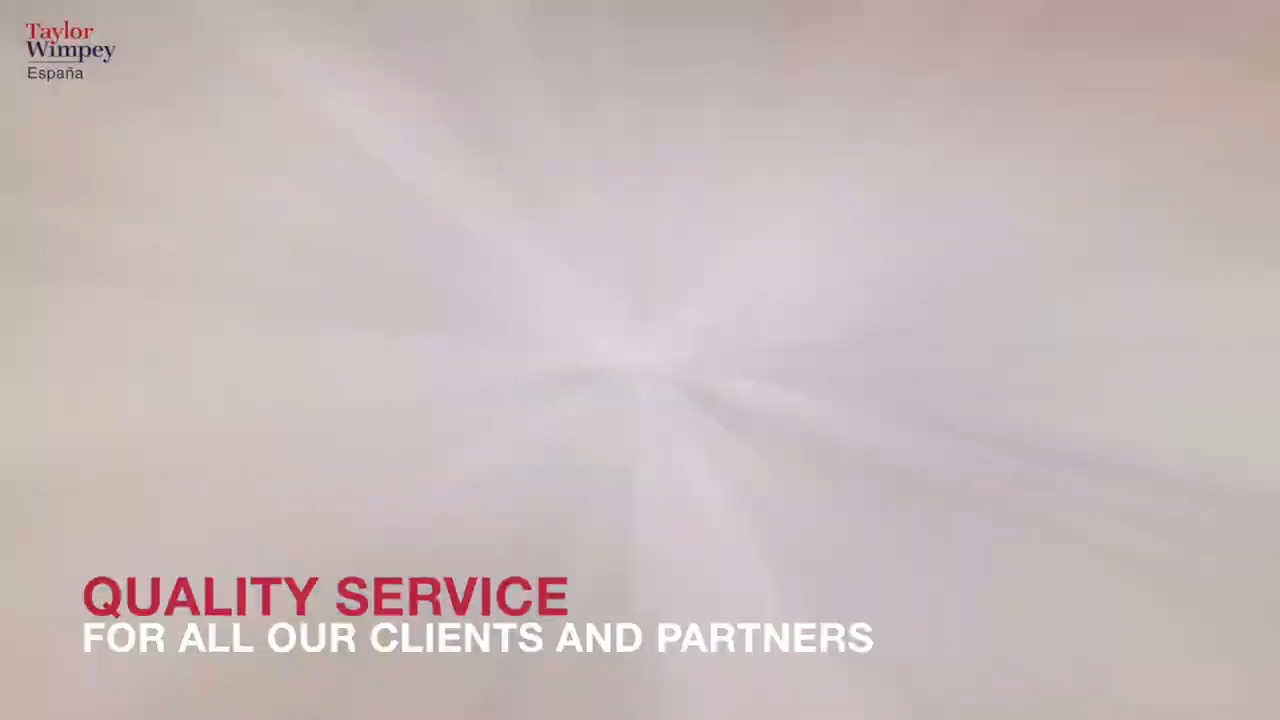 Taylor
Wimpey
España
QUALITY SERVICE
FOR ALL OUR CLIENTS AND PARTNERS